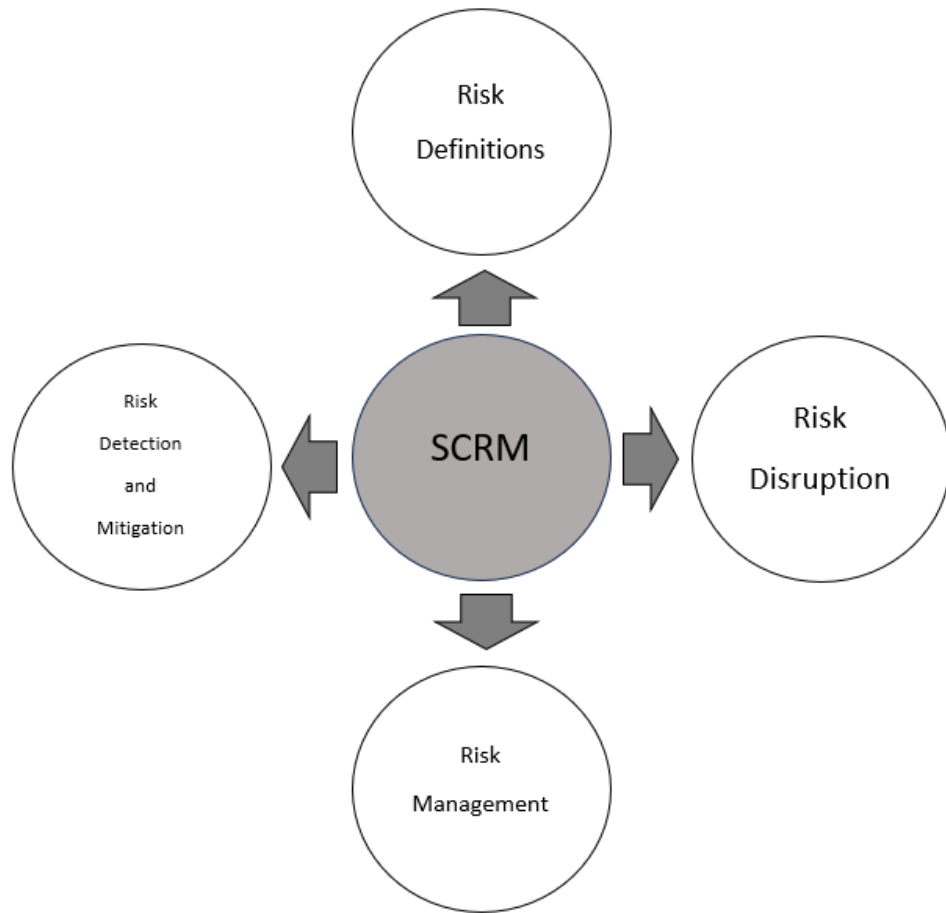 Risk
Definitions
Risk
Detection
and
Mitigation
SCRM
Risk
Disruption
Risk
Management